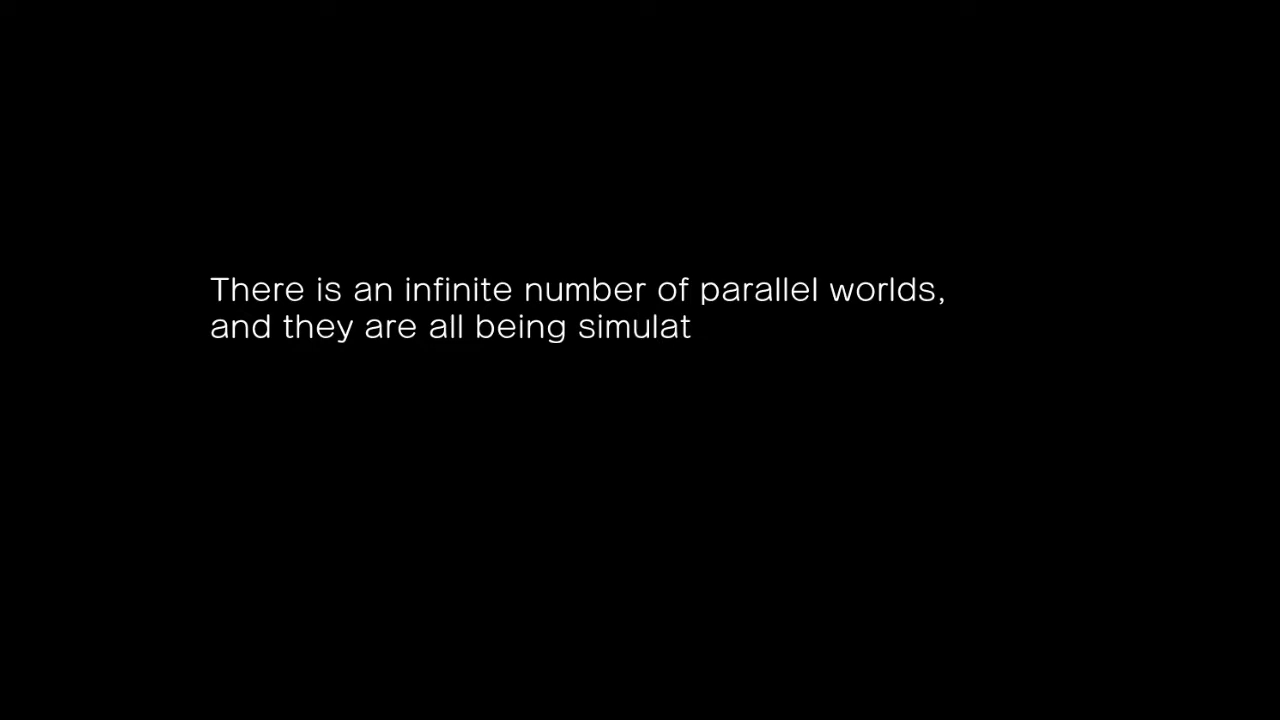 There is an infinite number of parallel worlds,
and they are all being simulat